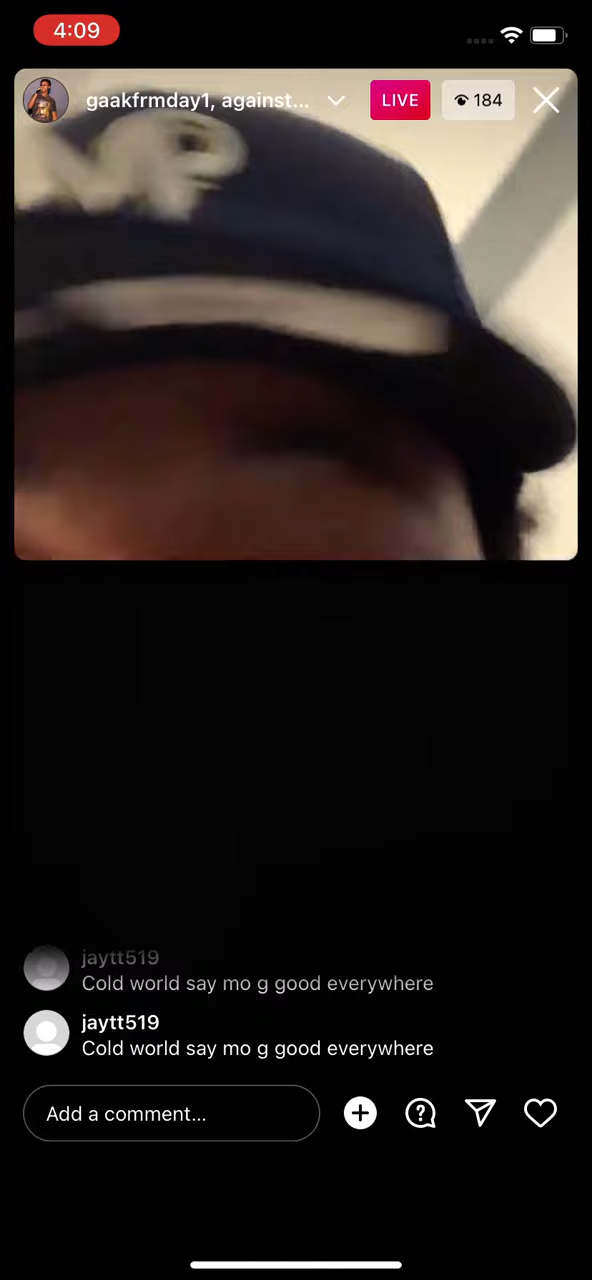 4:09
gaakfrmday1, against...
LIVE
184
jaytt519
Cold world say mo g good everywhere
jaytt519
Cold world say mo g good everywhere
Add a comment...